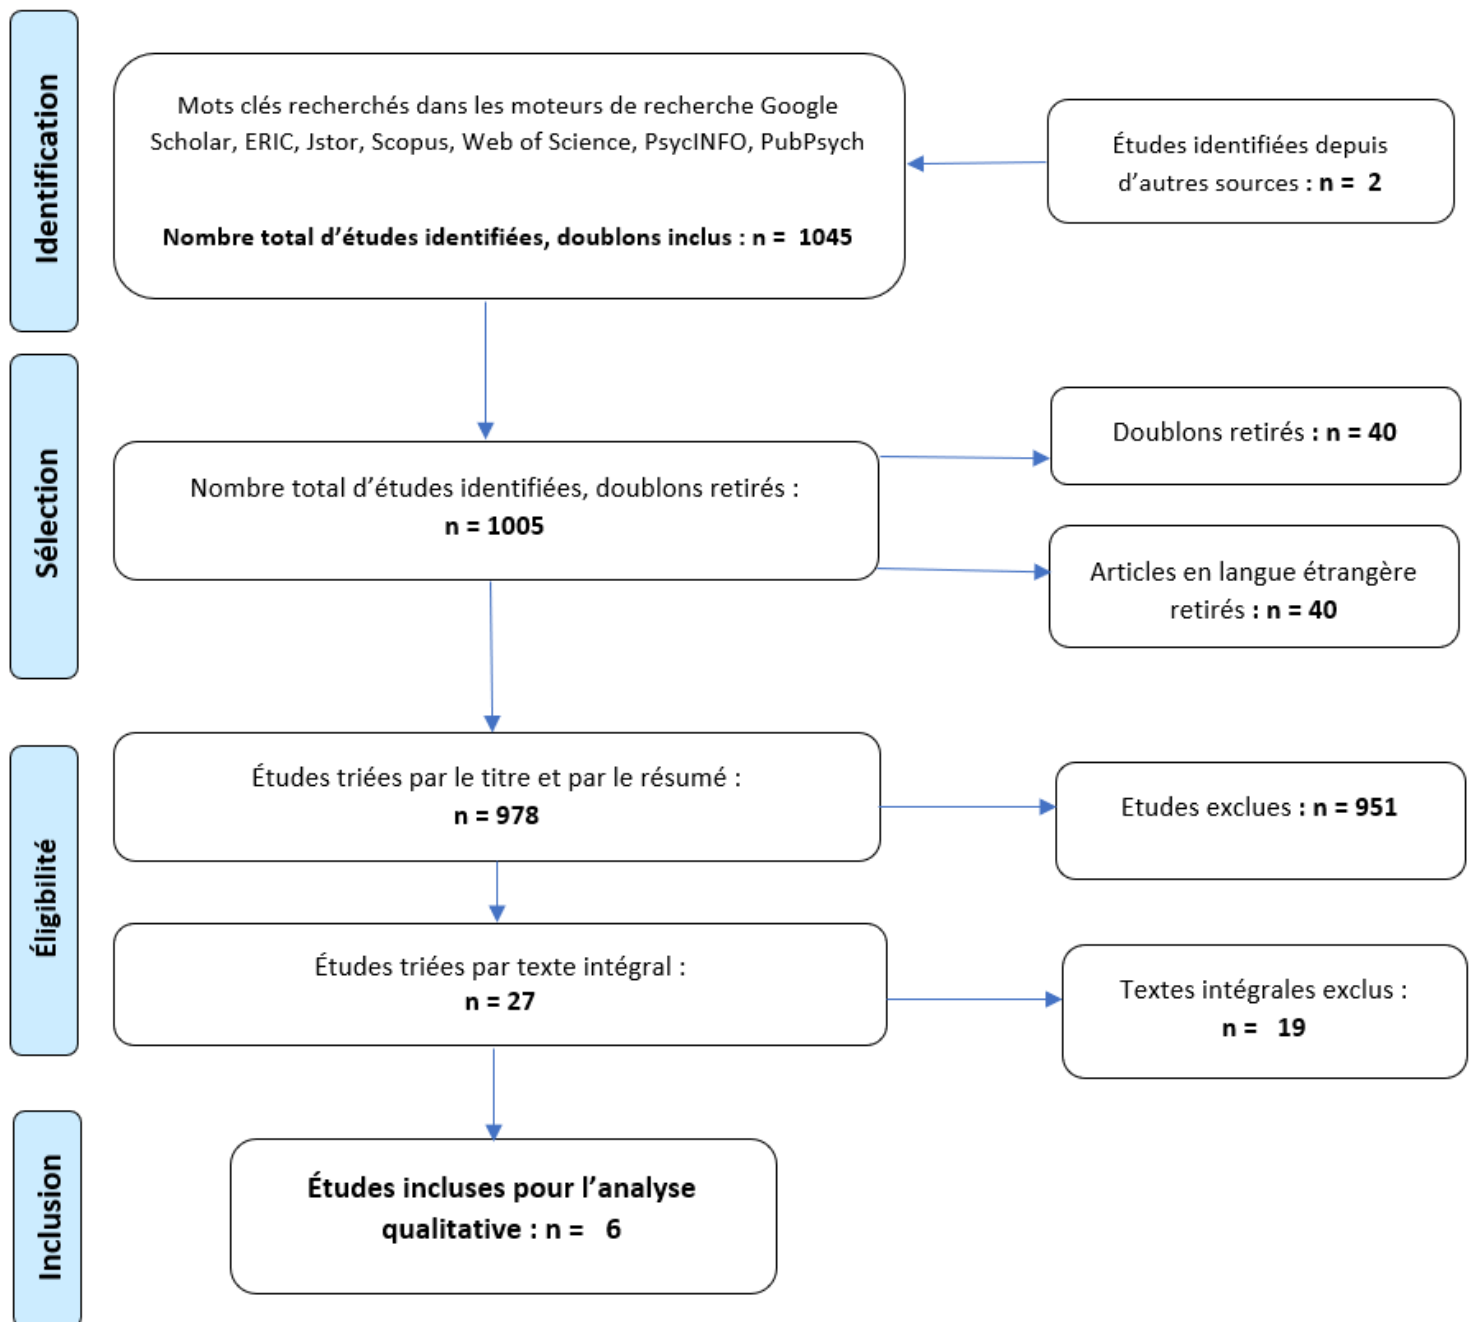 Identification
Mots clés recherchés dans les moteurs de recherche Google
Scholar, ERIC, Jstor, Scopus, Web of Science, PsycINFO, PubPsych
Nombre total d’études identifiées, doublons inclus : n = 1045
Études identifiées depuis
d’autres sources : n = 2
Sélection
Nombre total d’études identifiées, doublons retirés :
n = 1005
Doublons retirés : n = 40
Articles en langue étrangère
retirés : n = 40
Éligibilité
Études triées par le titre et par le résumé :
n = 978
Etudes exclues : n = 951
Études triées par texte intégral :
n = 27
Textes intégrales exclus :
n = 19
Inclusion
Études incluses pour l’analyse
qualitative : n = 6